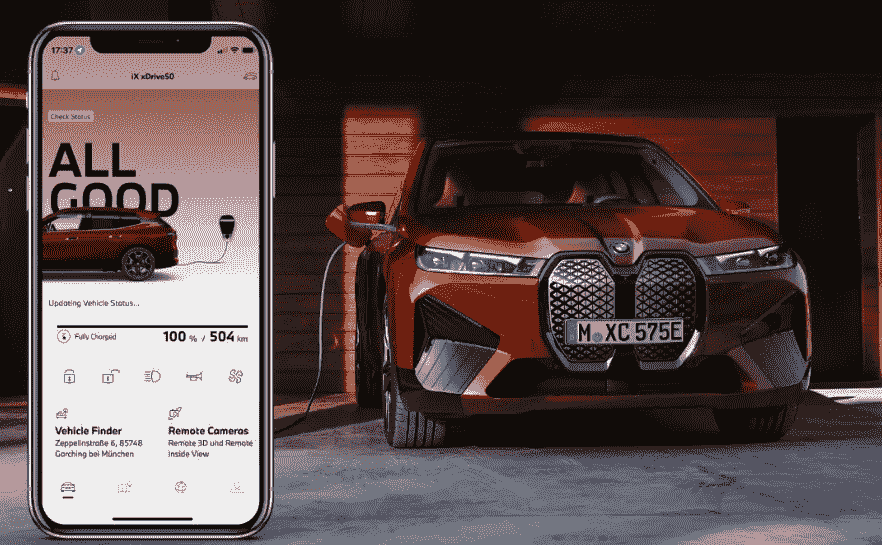 17:37
iX xDrive50
Check Status
ALL
GOOD
Updating Vehicle Status...
Fully Charged
100 % / 504 km
Vehicle Finder
Zeppelinstraße 6, 85748
Garching bei München
Remote Cameras
Remote 3D und Remote
Inside View
M XC 575E